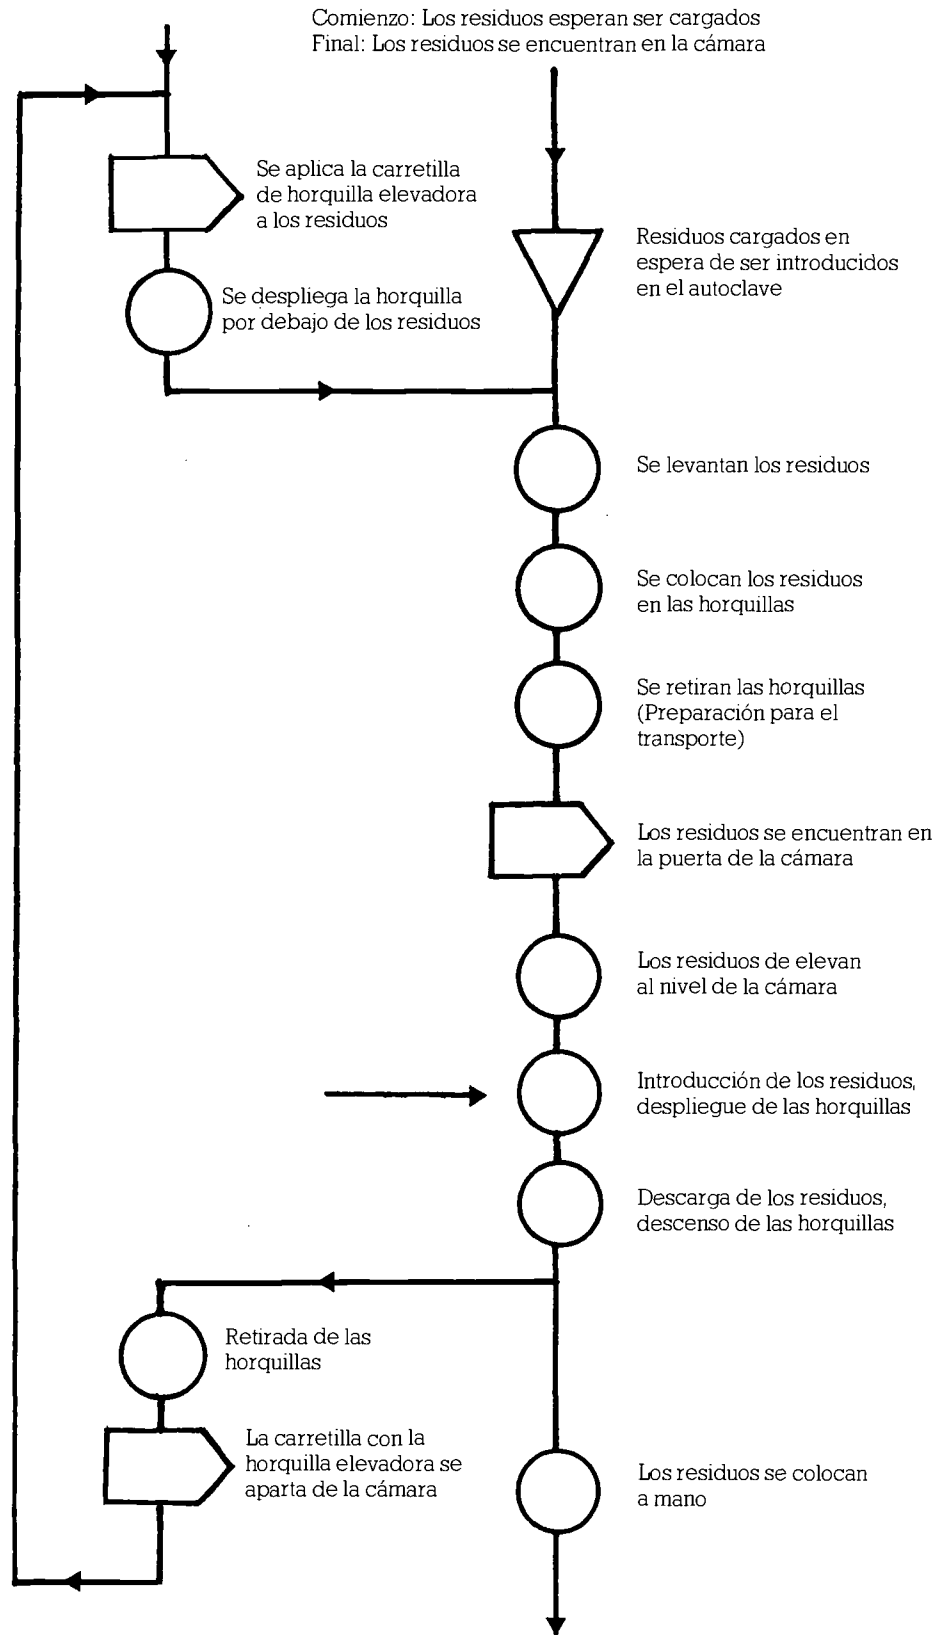 Comienzo: Los residuos esperan ser cargados
Final: Los residuos se encuentran en la cámara
Se aplica la carretilla
de horquilla elevadora
a los residuos
Residuos cargados en
espera de ser introducidos
en el autoclave
Se despliega la horquilla
por debajo de los residuos
Se levantan los residuos
Se colocan los residuos
en las horquillas
Se retiran las horquillas
(Preparación para el
transporte)
Los residuos se encuentran en
la puerta de la cámara
Los residuos de elevan
al nivel de la cámara
Introducción de los residuos,
despliegue de las horquillas
Descarga de los residuos,
descenso de las horquillas
Retirada de las
horquillas
La carretilla con la
horquilla elevadora se
aparta de la cámara
Los residuos se colocan
a mano